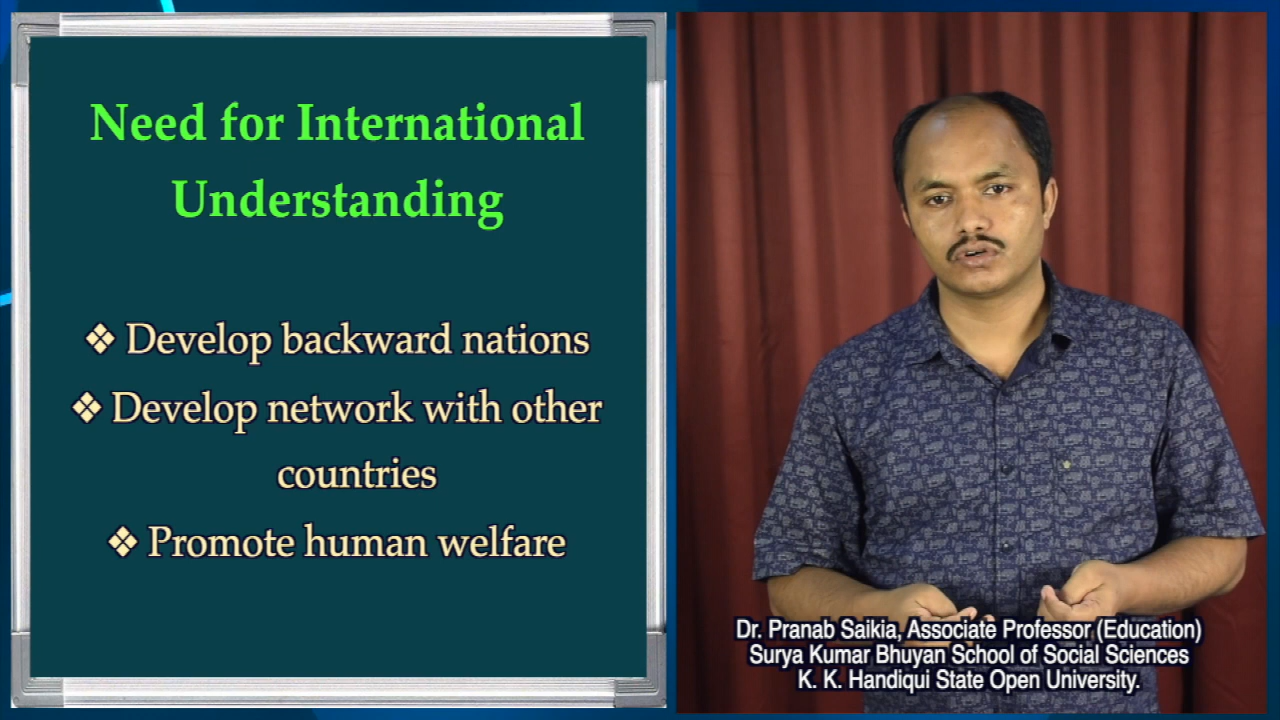 Need for International
Understanding
❖ Develop backward nations
❖ Develop network with other
countries
❖ Promote human welfare
Dr. Pranab Saikia, Associate Professor (Education)
Surya Kumar Bhuyan School of Social Sciences
K. K. Handiqui State Open University.